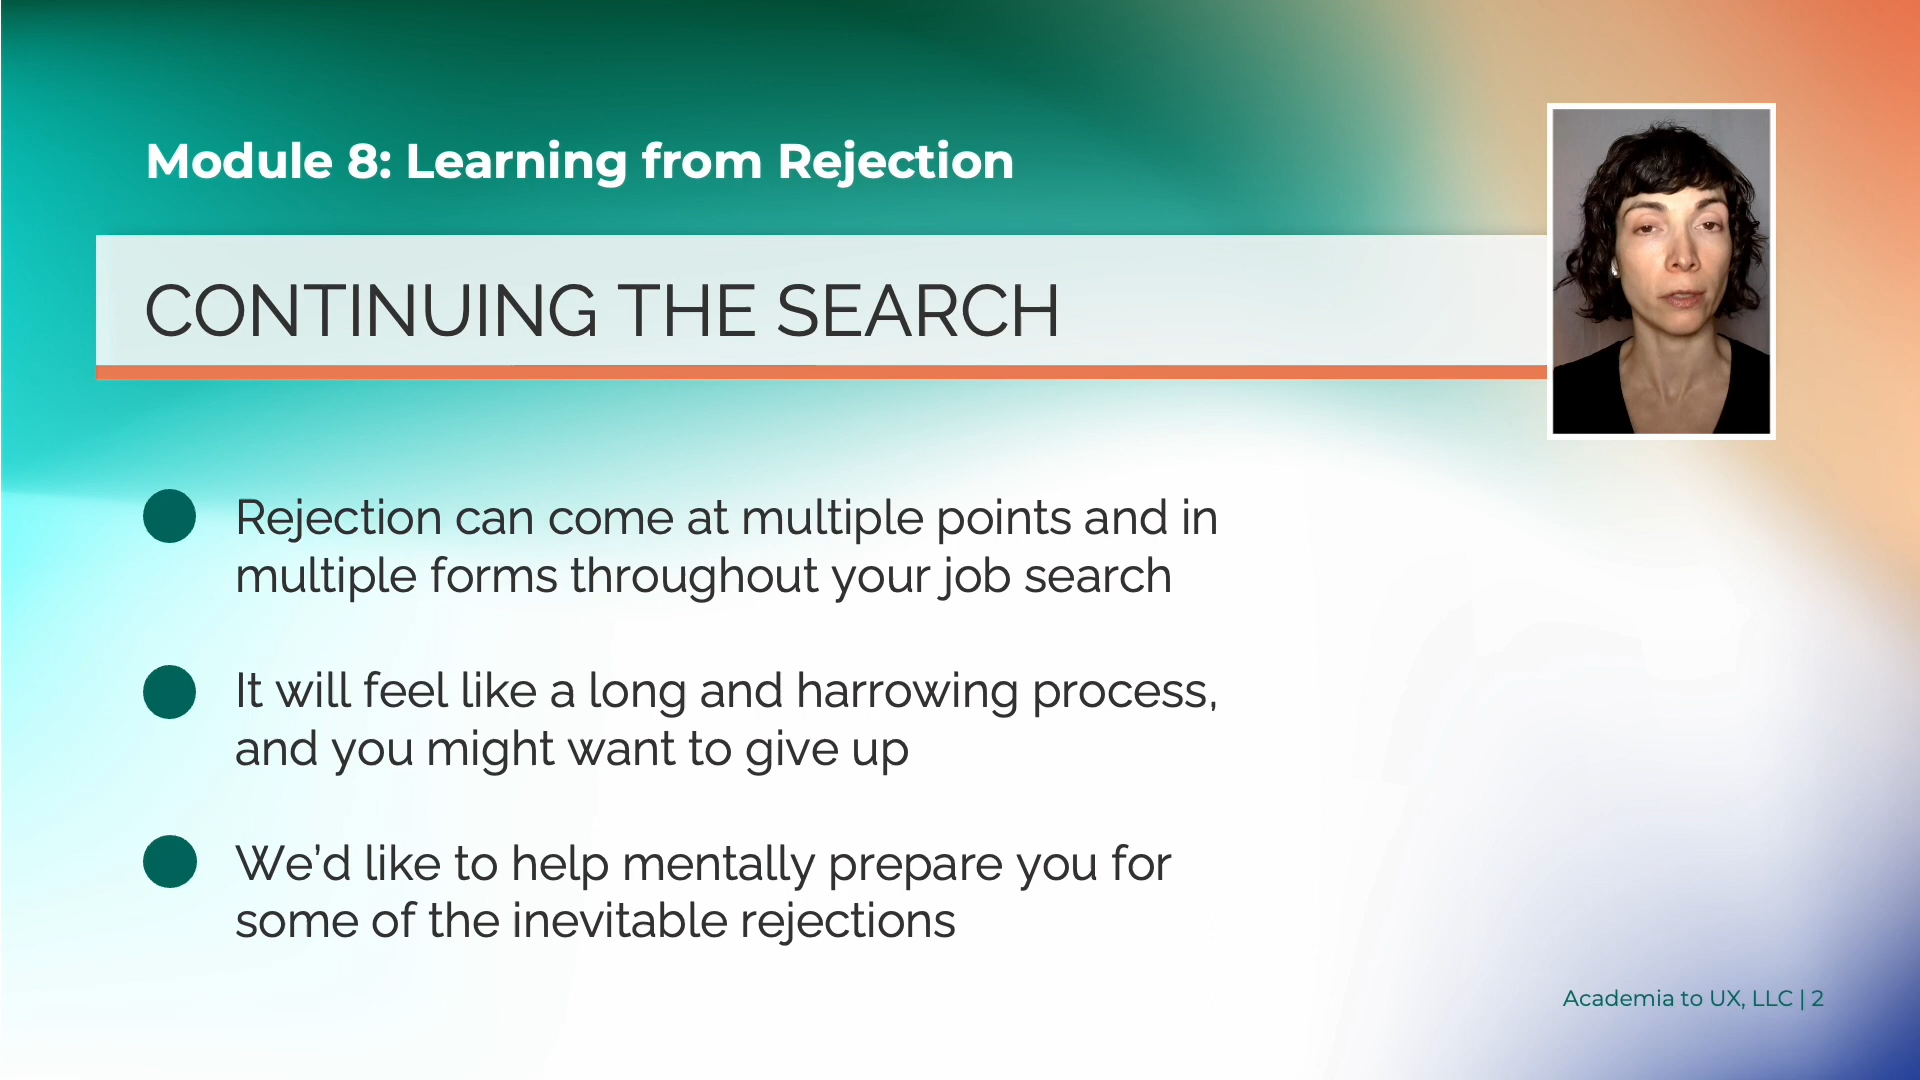 Module 8: Learning from Rejection
CONTINUING THE SEARCH
Rejection can come at multiple points and in
multiple forms throughout your job search
It will feel like a long and harrowing process,
and you might want to give up
We’d like to help mentally prepare you for
some of the inevitable rejections
Academia to UX, LLC | 2